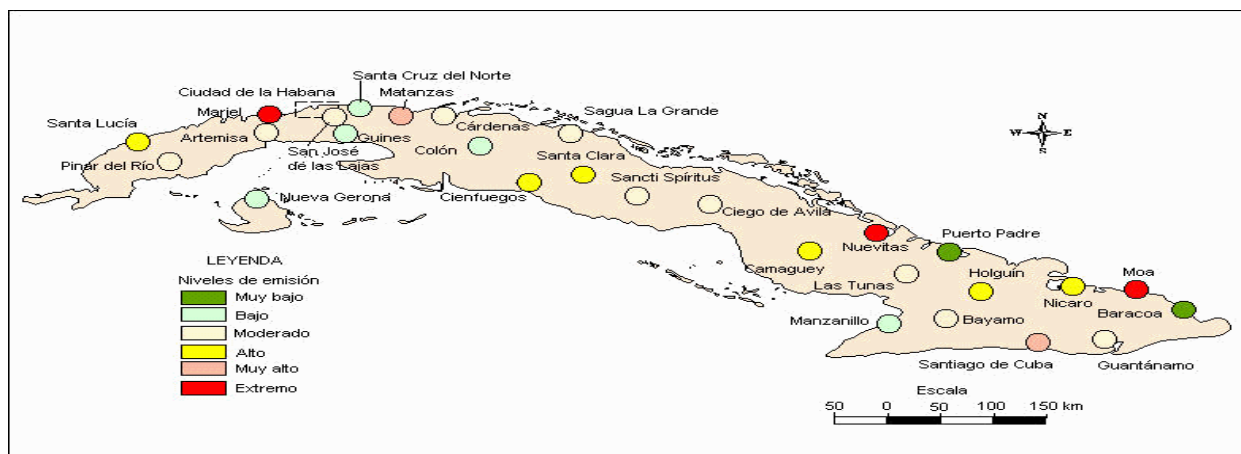 Santa Cruz del Norte
Ciudad de la Habana
Matanzas
Mariel
Sagua La Grande
Santa Lucía
Artemisa
Guines
Cárdenas
San José
de las Lajas
Colón
Santa Clara
Pinar del Río
Sancti Spíritus
Nueva Gerona
Cienfuegos
Ciego de Avila
N
W
E
S
Nuevitas
Puerto Padre
Camaguey
Las Tunas
Holguín
Nicaro
Moa
Baracoa
Manzanillo
Bayamo
Santiago de Cuba
Guantánamo
LEYENDA
Niveles de emisión
Muy bajo
Bajo
Moderado
Alto
Muy alto
Extremo
Escala
50 0 50 100 150 km